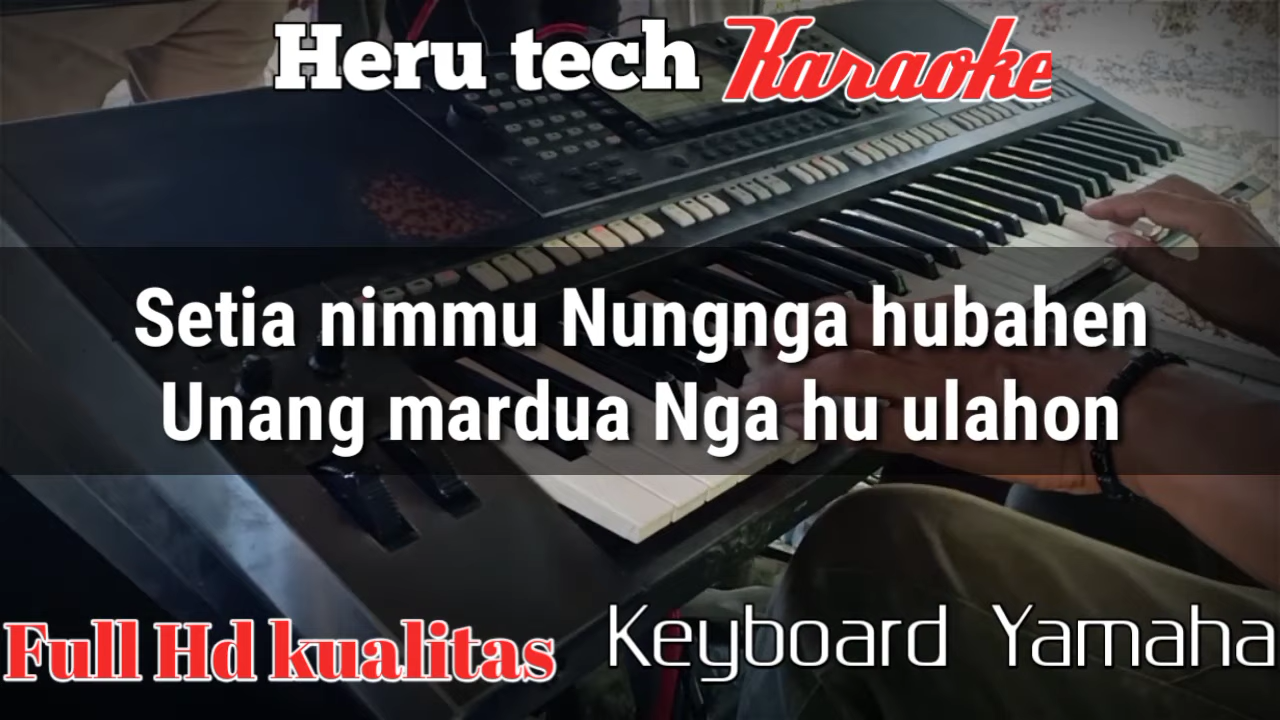 Heru tech Karaoke
Setia nimmu Nungnga hubahen
Unang mardua Nga hu ulahon
Full Hd kualitas Keyboard Yamaha